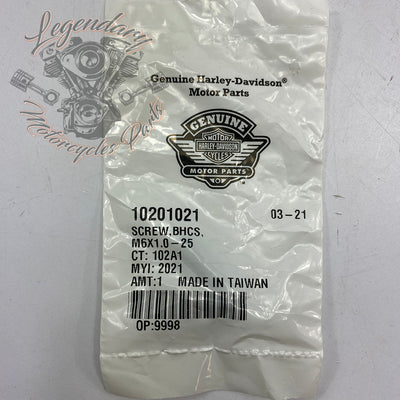 Legendary
Motorcycles Parts
Genuine Harley-Davidson®
Motor Parts
GENUINE
MOTOR
HARLEY-DAVIDSON
CYCLES
MOTOR PARTS
10201021 03-21
SCREW,BHCS,
M6X1.0-25
CT: 102A1
MYI: 2021
AMT:1 MADE IN TAIWAN
OP:9998